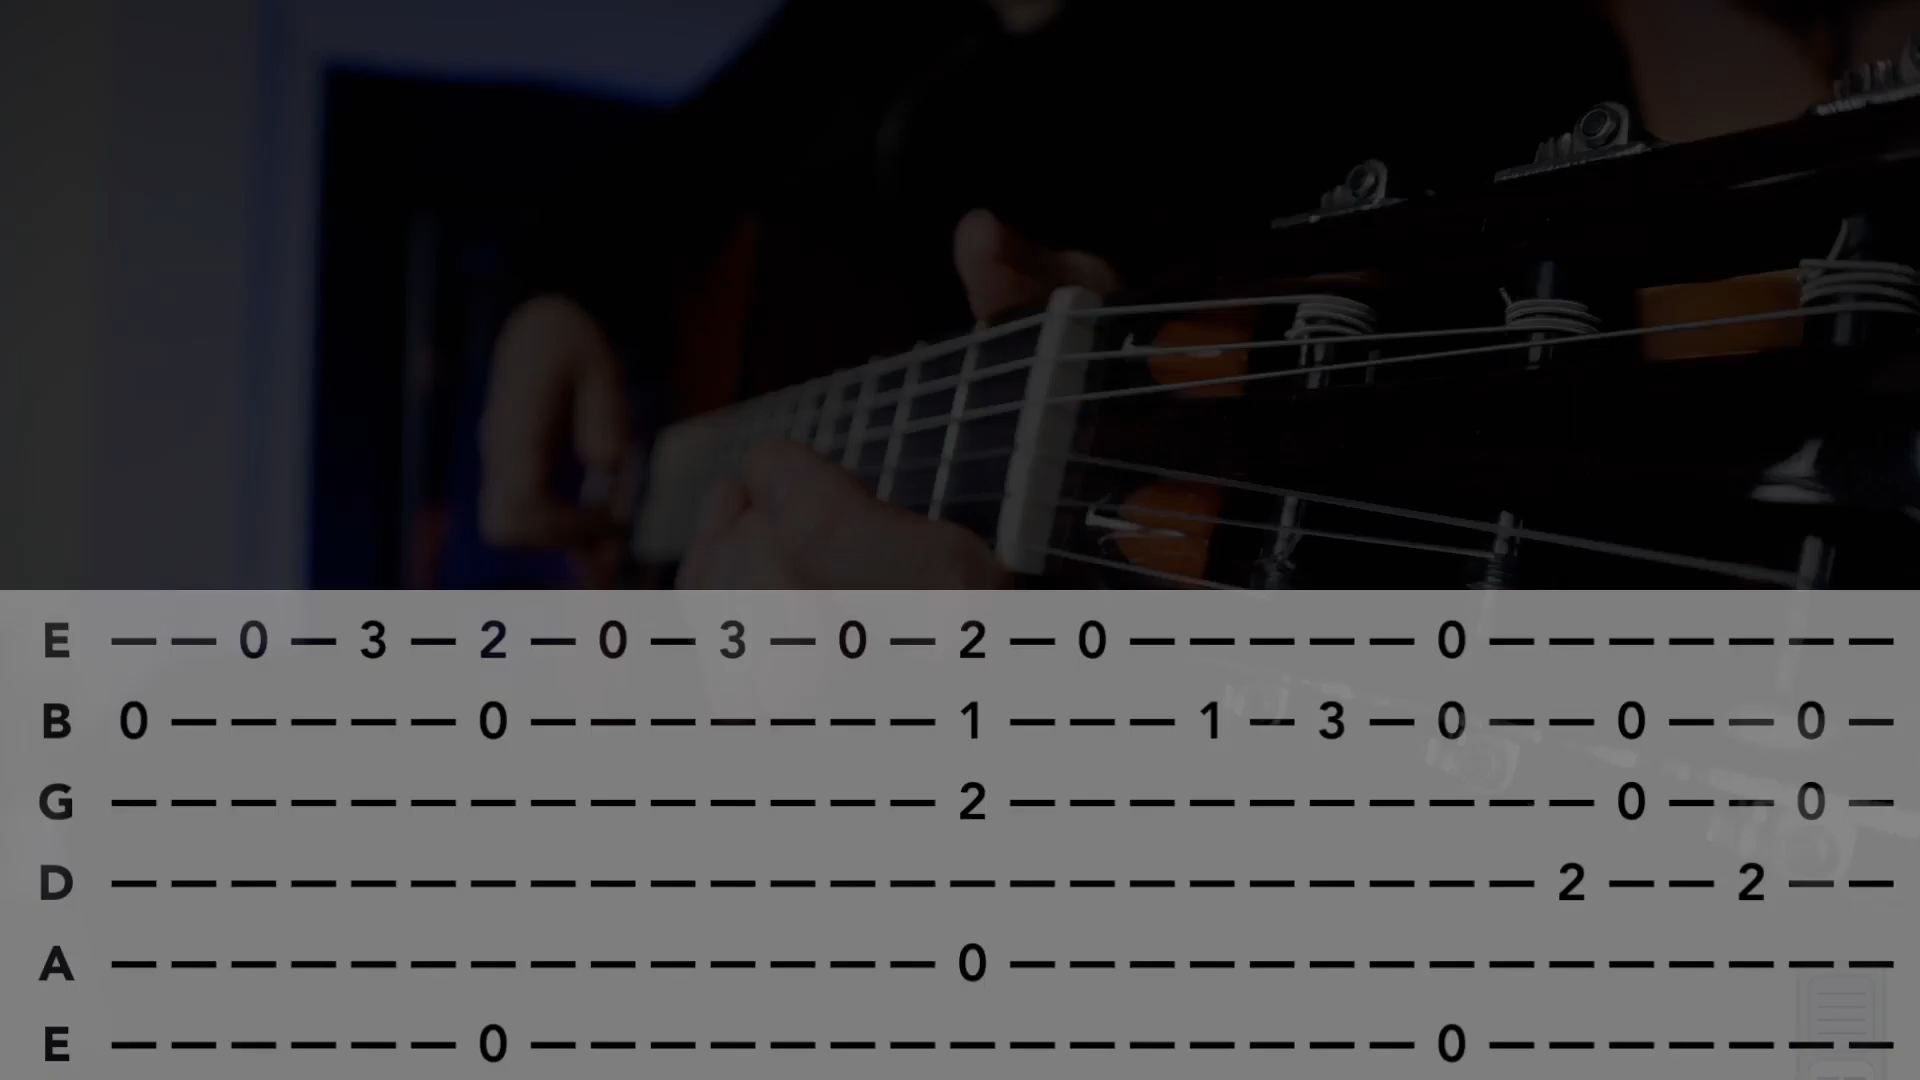 E — — 0 — 3 — 2 — 0 — 3 — 0 — 2 — 0 — — — — — 0 — — — — — — —
B 0 — — — — — 0 — — — — — — — 1 — — — 1 — 3 — 0 — — 0 — — 0 —
G — — — — — — — — — — — — — — 2 — — — — — — — — — — 0 — — 0 —
D — — — — — — — — — — — — — — — — — — — — — — — — 2 — — 2 — —
A — — — — — — — — — — — — — — 0 — — — — — — — — — — — — — — —
E — — — — — — 0 — — — — — — — — — — — — — — — 0 — — — — — — —